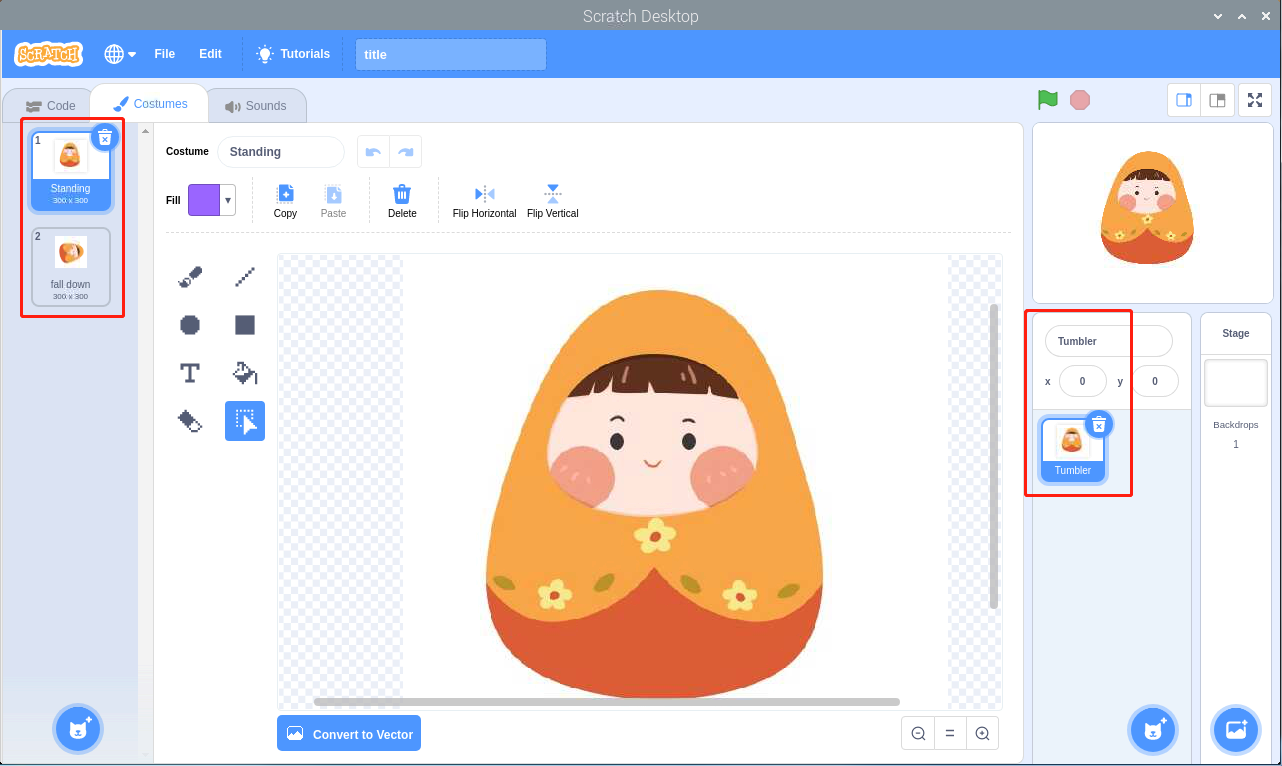 Scratch Desktop
SCRATCH
File
Edit
Tutorials
title
Code
Costumes
Sounds
1
Standing
300 x 300
2
fall down
300 x 300
Costume
Standing
Fill
Copy
Paste
Delete
Flip Horizontal
Flip Vertical
T
Convert to Vector
Tumbler
x
0
y
0
Tumbler
Stage
Backdrops
1